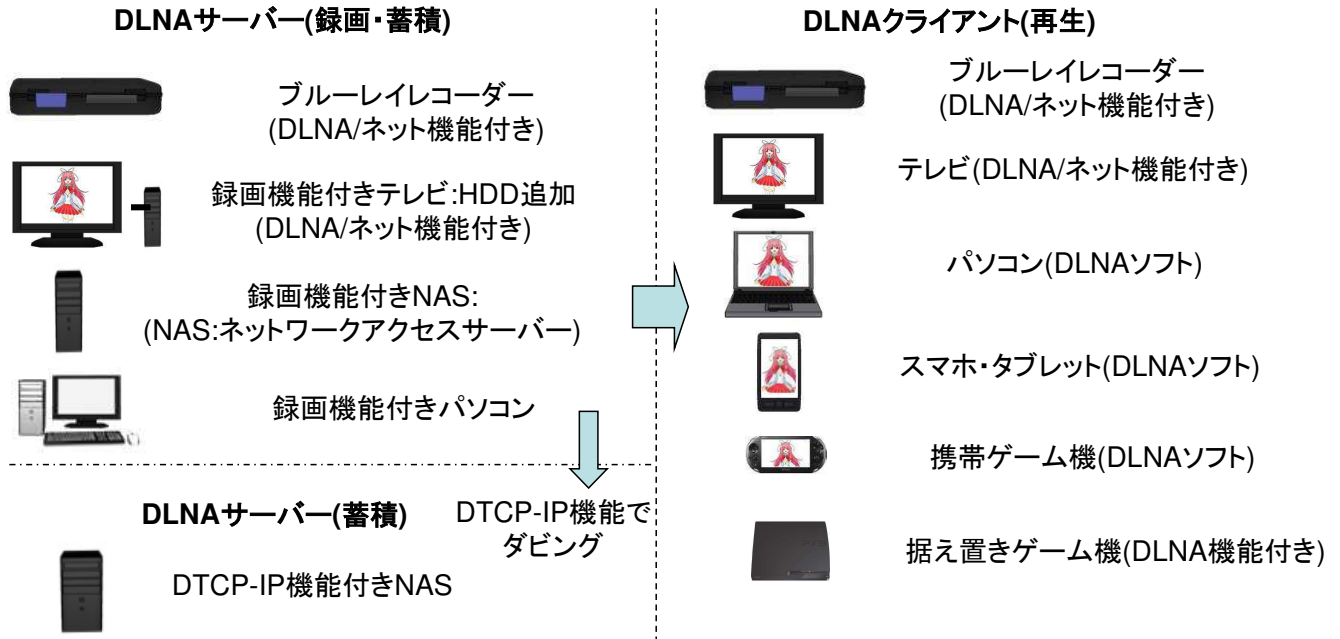 DLNAサーバー(録画・蓄積)
ブルーレイレコーダー
(DLNA/ネット機能付き)
録画機能付きテレビ:HDD追加
(DLNA/ネット機能付き)
録画機能付きNAS:
(NAS:ネットワークアクセスサーバー)
録画機能付きパソコン
DLNAサーバー(蓄積)
DTCP-IP機能で
ダビング
DTCP-IP機能付きNAS
DLNAクライアント(再生)
ブルーレイレコーダー
(DLNA/ネット機能付き)
テレビ(DLNA/ネット機能付き)
パソコン(DLNAソフト)
スマホ・タブレット(DLNAソフト)
携帯ゲーム機(DLNAソフト)
据え置きゲーム機(DLNA機能付き)